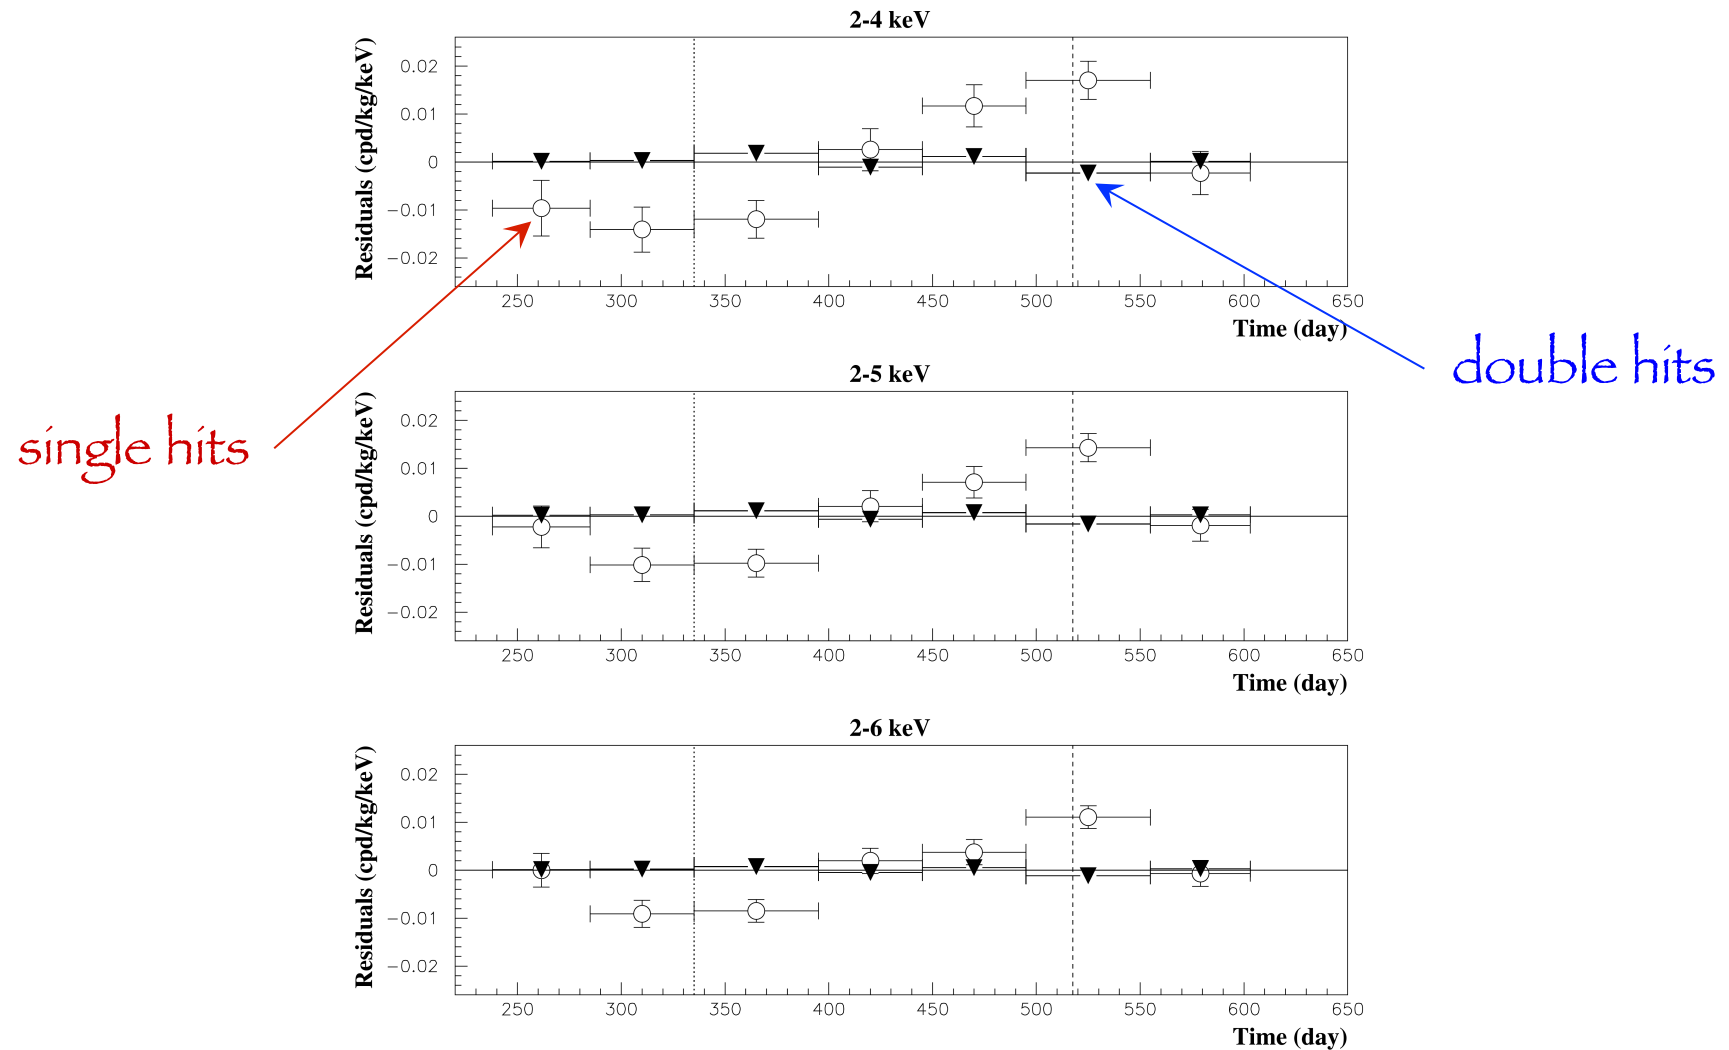 2-4 keV
Residuals (cpd/kg/keV)
0.02
0.01
0
−0.01
−0.02
250 300 350 400 450 500 550 600 650
Time (day)
double hits
2-5 keV
single hits
Residuals (cpd/kg/keV)
0.02
0.01
0
−0.01
−0.02
250 300 350 400 450 500 550 600 650
Time (day)
2-6 keV
Residuals (cpd/kg/keV)
0.02
0.01
0
−0.01
−0.02
250 300 350 400 450 500 550 600 650
Time (day)